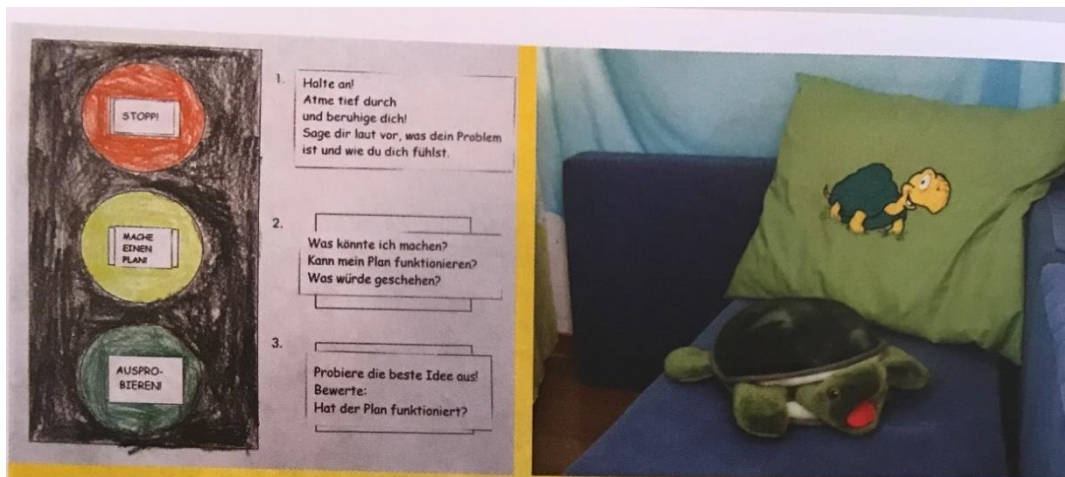 STOPP!
1.
Halte an!
Atme tief durch
und beruhige dich!
Sage dir laut vor, was dein Problem
ist und wie du dich fühlst.
MACHE
EINEN
PLAN!
2.
Was könnte ich machen?
Kann mein Plan funktionieren?
Was würde geschehen?
AUSPRO-
BIEREN!
3.
Probiere die beste Idee aus!
Bewerte:
Hat der Plan funktioniert?